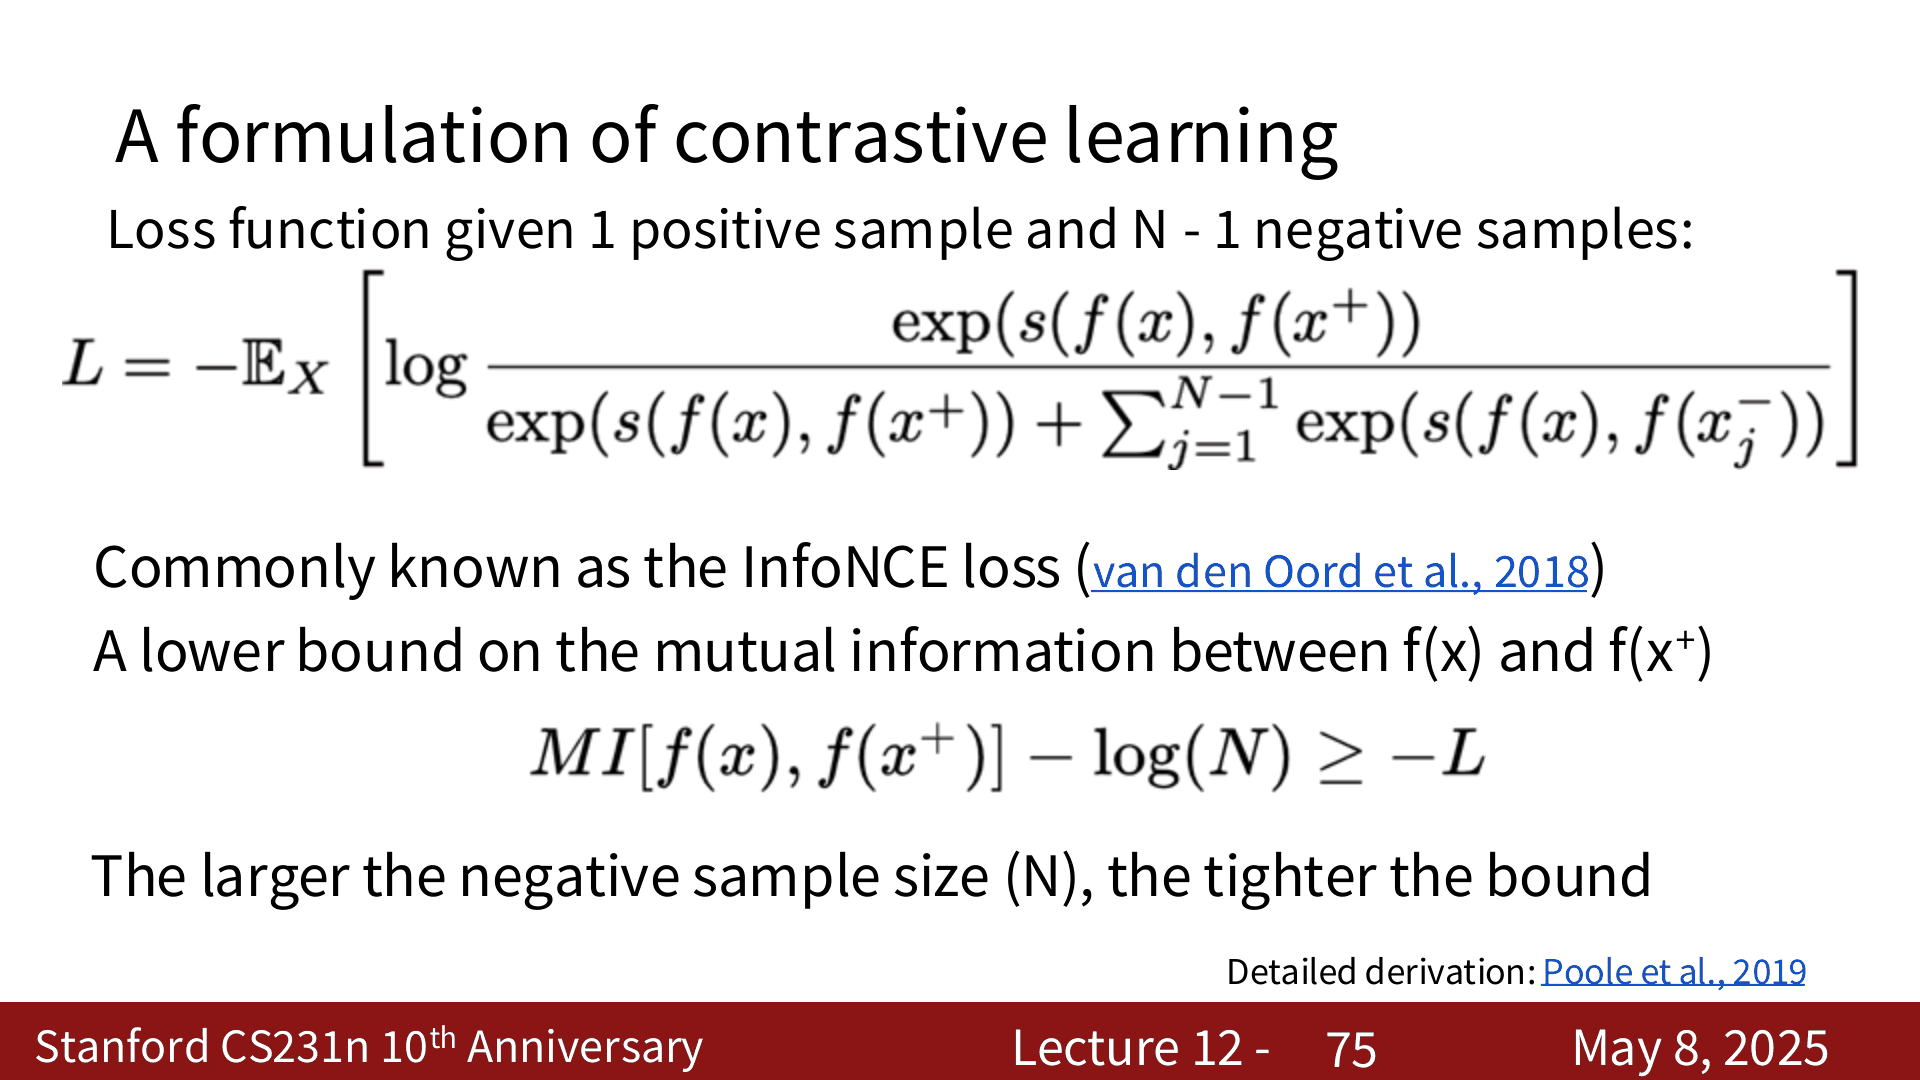 A formulation of contrastive learning
Loss function given 1 positive sample and N - 1 negative samples:
L = −𝔼_X [ log exp(s(f(x), f(x⁺)) / exp(s(f(x), f(x⁺)) + ∑_{j=1}^{N−1} exp(s(f(x), f(x_j^−)) ]
Commonly known as the InfoNCE loss (van den Oord et al., 2018)
A lower bound on the mutual information between f(x) and f(x⁺)
MI[f(x), f(x⁺)] − log(N) ≥ −L
The larger the negative sample size (N), the tighter the bound
Detailed derivation: Poole et al., 2019
Stanford CS231n 10th Anniversary Lecture 12 - 75 May 8, 2025